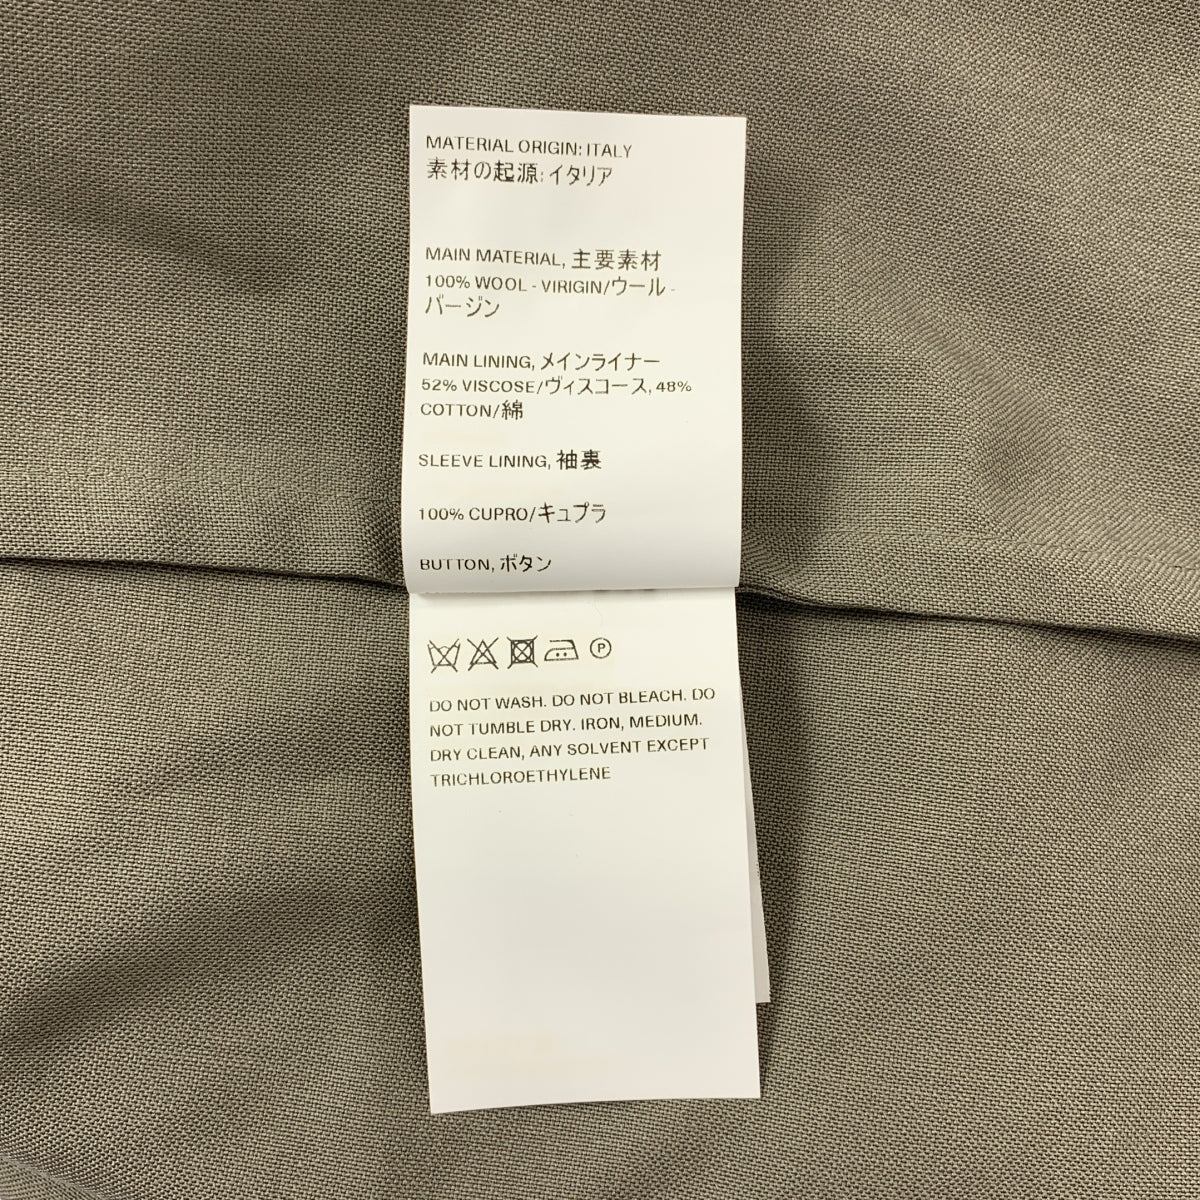 MATERIAL ORIGIN: ITALY
素材の起源: イタリア
MAIN MATERIAL, 主要素材
100% WOOL - VIRIGIN/ウール -
バージン
MAIN LINING, メインライナー
52% VISCOSE/ヴィスコース, 48%
COTTON/綿
SLEEVE LINING, 袖裏
100% CUPRO/キュプラ
BUTTON, ボタン
P
DO NOT WASH. DO NOT BLEACH. DO
NOT TUMBLE DRY. IRON, MEDIUM.
DRY CLEAN, ANY SOLVENT EXCEPT
TRICHLOROETHYLENE